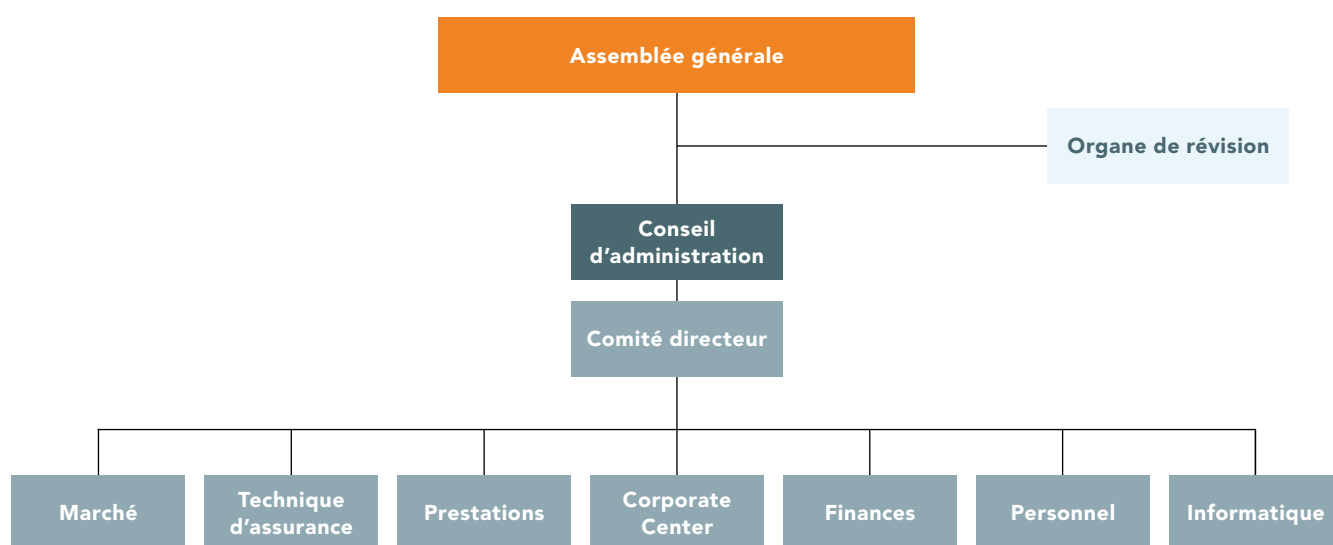 Assemblée générale
Organe de révision
Conseil
d’administration
Comité directeur
Marché
Technique
d’assurance
Prestations
Corporate
Center
Finances
Personnel
Informatique